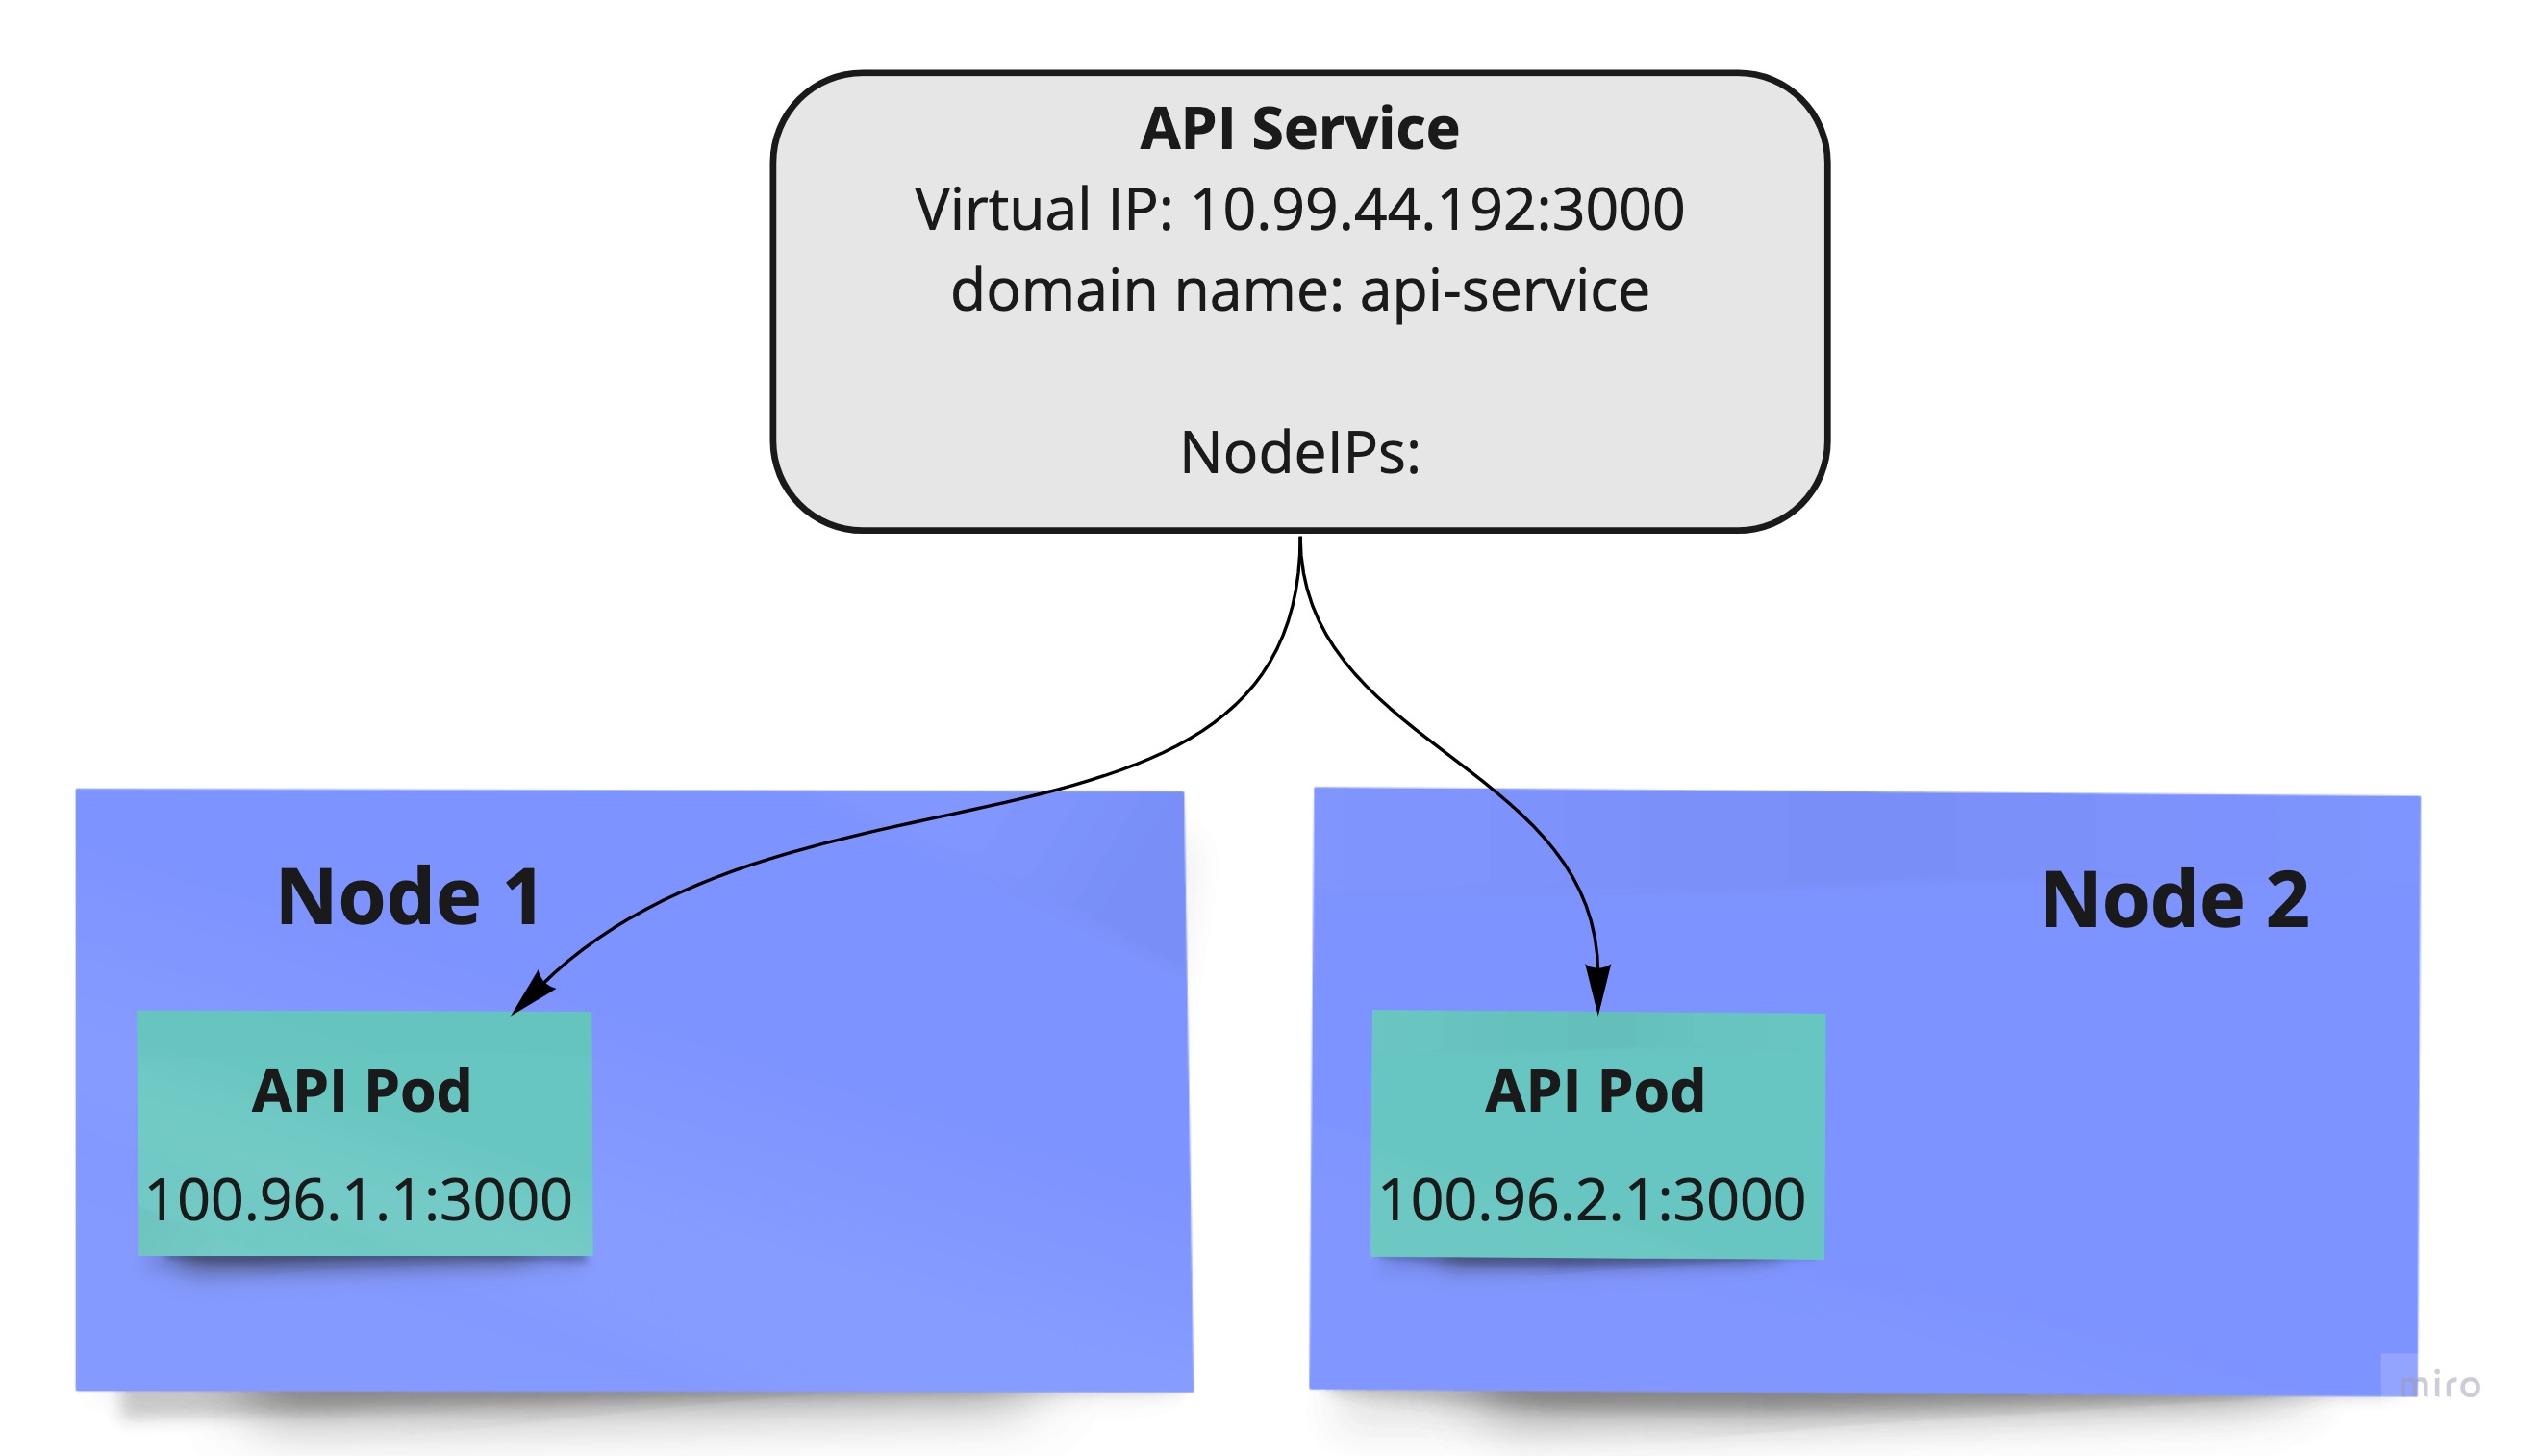 API Service
Virtual IP: 10.99.44.192:3000
domain name: api-service
NodeIPs:
Node 1
Node 2
API Pod
100.96.1.1:3000
API Pod
100.96.2.1:3000
miro